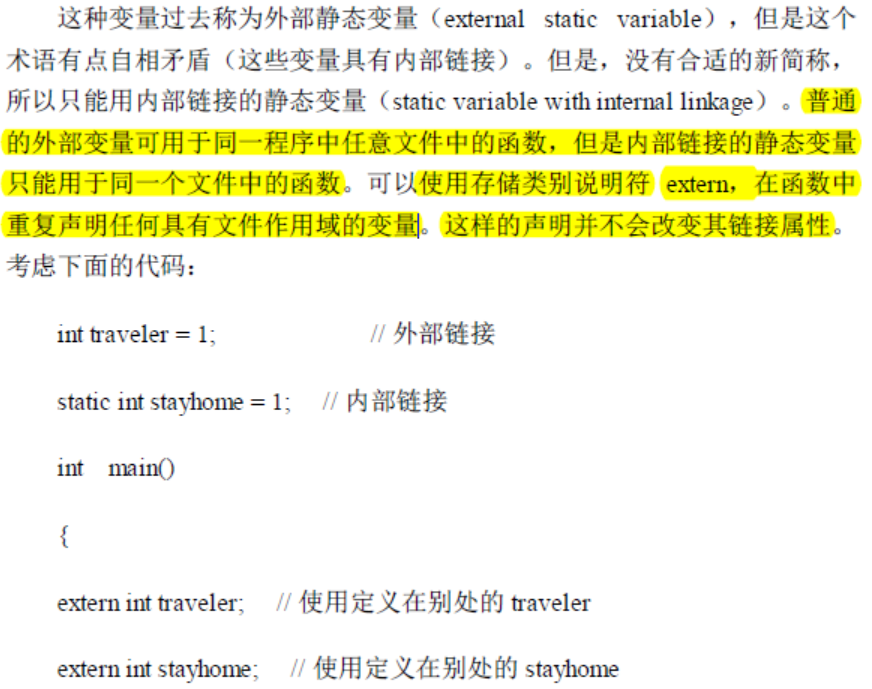 这种变量过去称为外部静态变量（external static variable），但是这个
术语有点自相矛盾（这些变量具有内部链接）。但是，没有合适的新简称，
所以只能用内部链接的静态变量（static variable with internal linkage）。普通
的外部变量可用于同一程序中任意文件中的函数，但是内部链接的静态变量
只能用于同一个文件中的函数。可以使用存储类别说明符 extern，在函数中
重复声明任何具有文件作用域的变量。这样的声明并不会改变其链接属性。
考虑下面的代码：
int traveler = 1; // 外部链接
static int stayhome = 1; // 内部链接
int main()
{
extern int traveler; // 使用定义在别处的 traveler
extern int stayhome; // 使用定义在别处的 stayhome